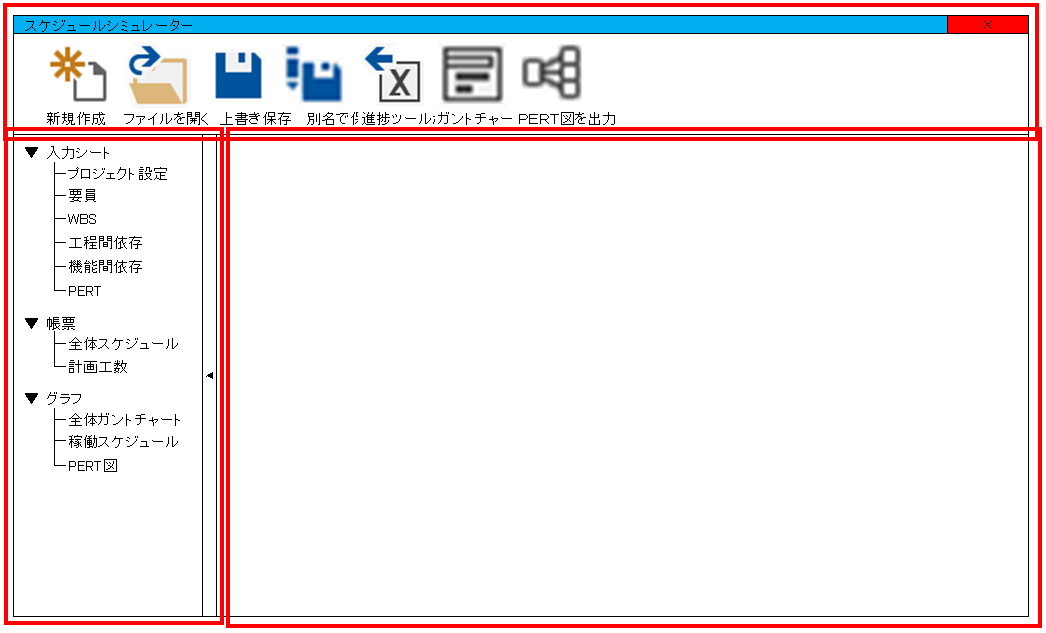 スケジュールシミュレーター
×
新規作成 ファイルを開く 上書き保存 別名で 進捗ツール ガントチャー PERT図を出力
▼ 入力シート
プロジェクト設定
要員
WBS
工程間依存
機能間依存
PERT
▼ 帳票
全体スケジュール
計画工数
▼ グラフ
全体ガントチャート
稼働スケジュール
PERT図